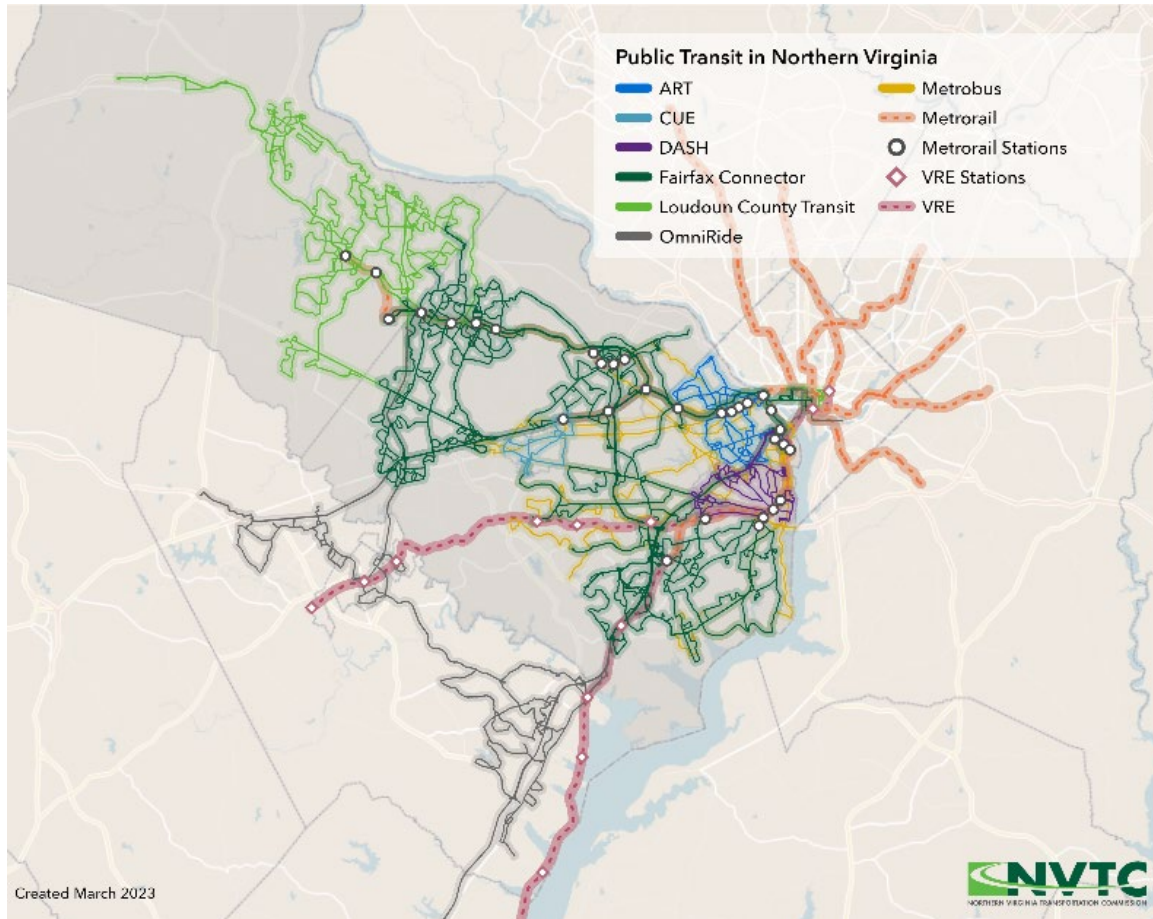 Public Transit in Northern Virginia
ART
CUE
DASH
Fairfax Connector
Loudoun County Transit
OmniRide
Metrobus
Metrorail
Metrorail Stations
VRE Stations
VRE
Created March 2023
NVTC
NORTHERN VIRGINIA TRANSPORTATION COMMISSION